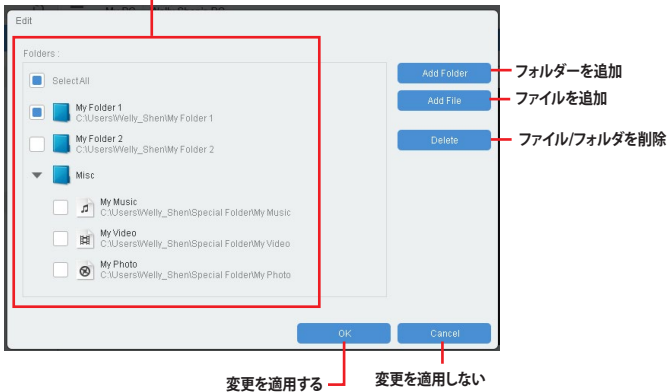 Edit
Folders :
SelectAll
My Folder 1
C:\Users\Welly_Shen\My Folder 1
My Folder 2
C:\Users\Welly_Shen\My Folder 2
Misc
My Music
C:\Users\Welly_Shen\Special Folder\My Music
My Video
C:\Users\Welly_Shen\Special Folder\My Video
My Photo
C:\Users\Welly_Shen\Special Folder\My Photo
Add Folder
フォルダーを追加
Add File
ファイルを追加
Delete
ファイル/フォルダを削除
OK
Cancel
変更を適用する
変更を適用しない